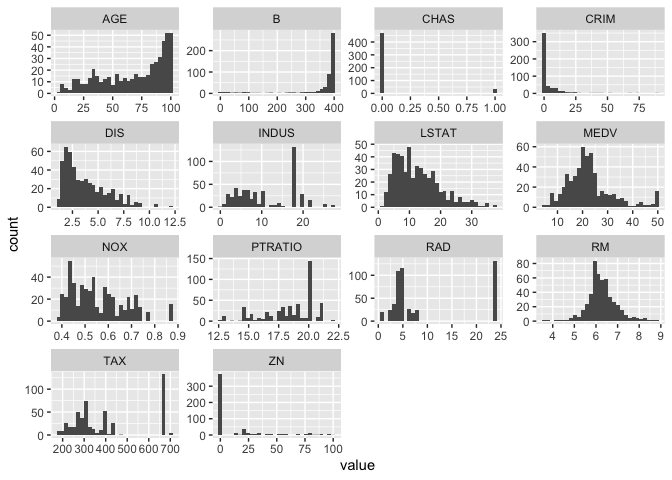 AGE B CHAS CRIM
50 40 30 20 10 0
200 100 0
400 300 200 100 0
300 200 100 0
0 25 50 75 100
0 100 200 300 400
0.00 0.25 0.50 0.75 1.00
0 25 50 75
DIS INDUS LSTAT MEDV
60 40 20 0
100 50 0
50 40 30 20 10 0
60 40 20 0
2.5 5.0 7.5 10.0 12.5
0 10 20
0 10 20 30
10 20 30 40 50
count
NOX PTRATIO RAD RM
40 20 0
150 100 50 0
100 50 0
80 60 40 20 0
0.4 0.5 0.6 0.7 0.8 0.9
12.5 15.0 17.5 20.0 22.5
0 5 10 15 20 25
4 5 6 7 8 9
TAX ZN
100 50 0
300 200 100 0
200 300 400 500 600 700
0 25 50 75 100
value